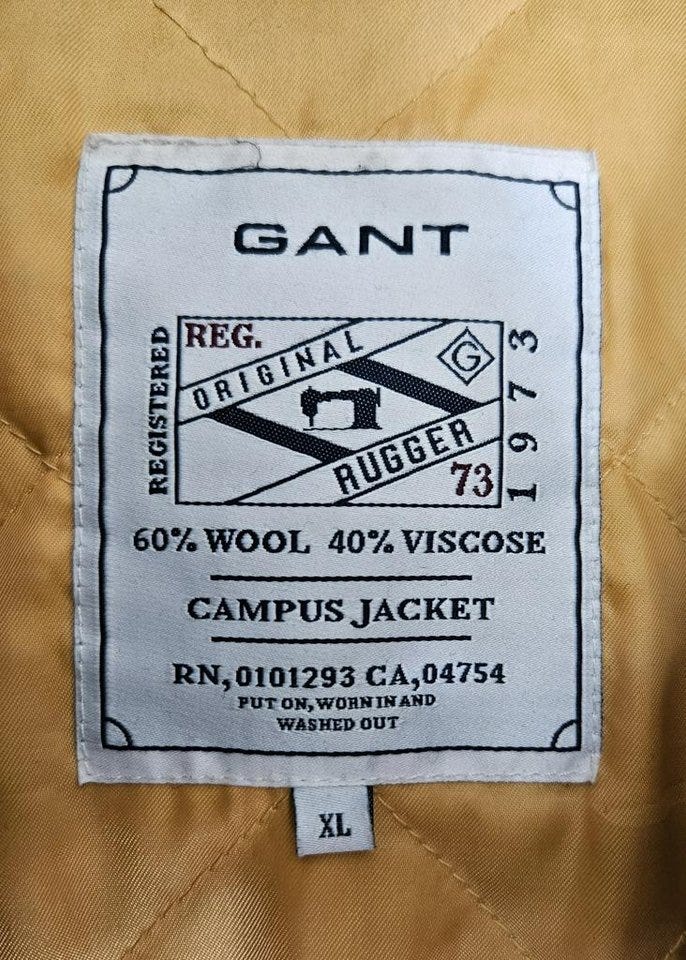 GANT
REGISTERED
REG.
ORIGINAL
G
RUGGER
73
1973
60% WOOL 40% VISCOSE
CAMPUS JACKET
RN,0101293 CA,04754
PUT ON, WORN IN AND
WASHED OUT
XL